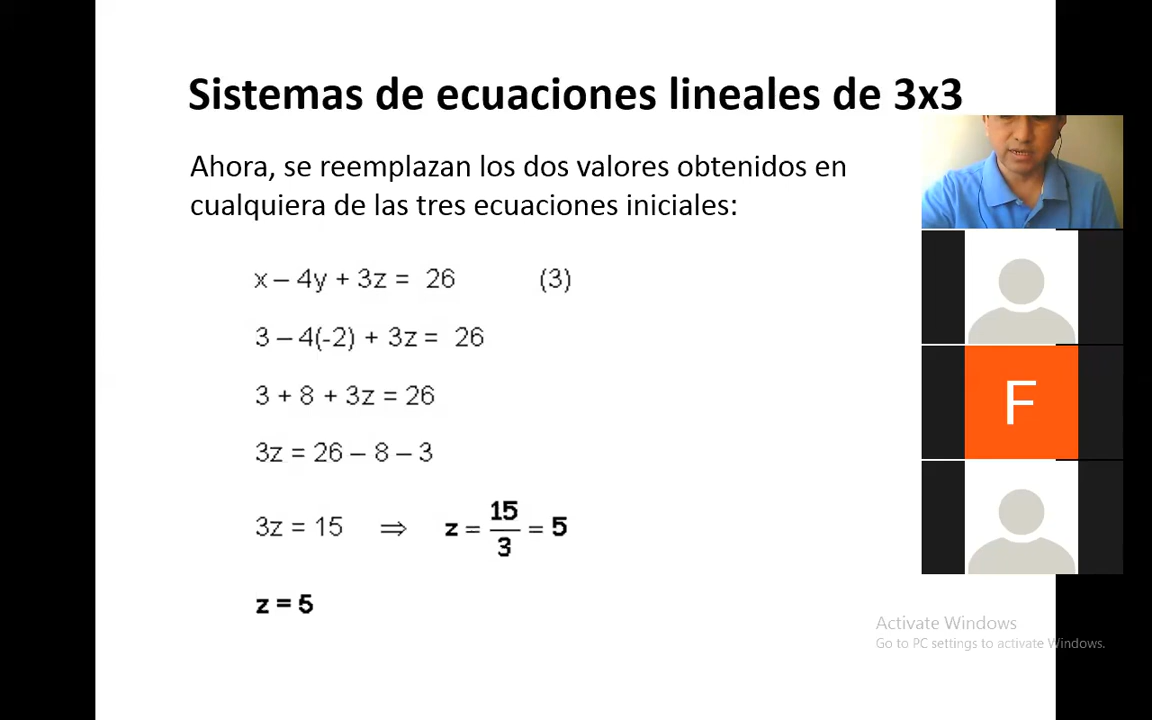 Sistemas de ecuaciones lineales de 3x3
Ahora, se reemplazan los dos valores obtenidos en
cualquiera de las tres ecuaciones iniciales:
x – 4y + 3z = 26 (3)
3 – 4(-2) + 3z = 26
3 + 8 + 3z = 26
3z = 26 – 8 – 3
3z = 15 ⇒ z = 15/3 = 5
z = 5
F
Activate Windows
Go to PC settings to activate Windows.